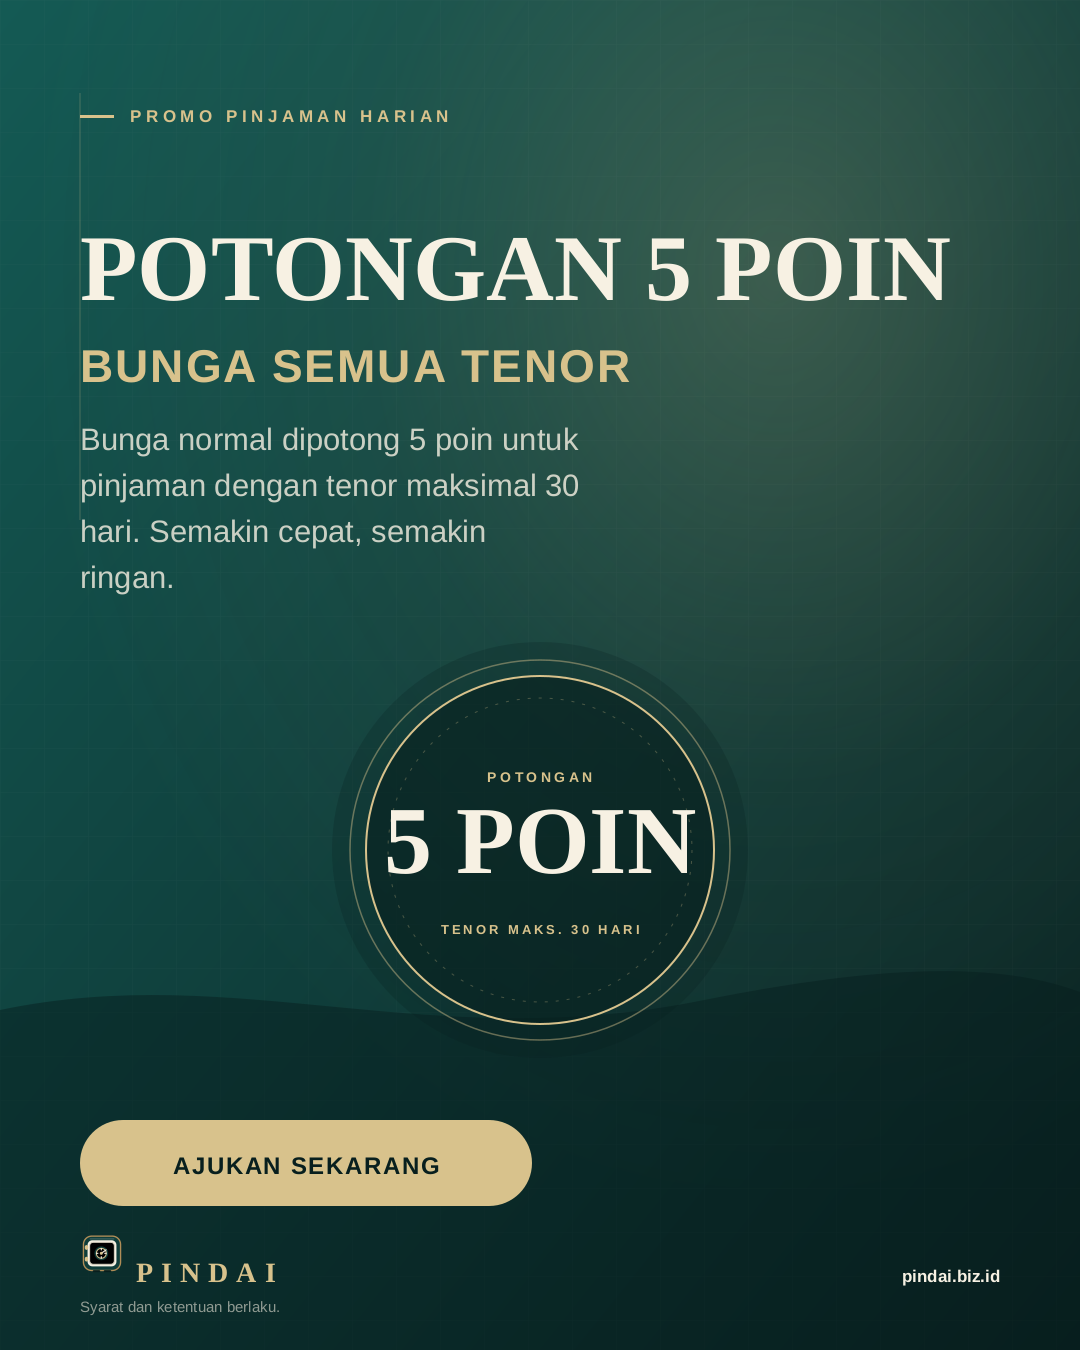 PROMO PINJAMAN HARIAN
POTONGAN 5 POIN
BUNGA SEMUA TENOR
Bunga normal dipotong 5 poin untuk
pinjaman dengan tenor maksimal 30
hari. Semakin cepat, semakin
ringan.
POTONGAN
5 POIN
TENOR MAKS. 30 HARI
AJUKAN SEKARANG
PINDAI
pindai.biz.id
Syarat dan ketentuan berlaku.